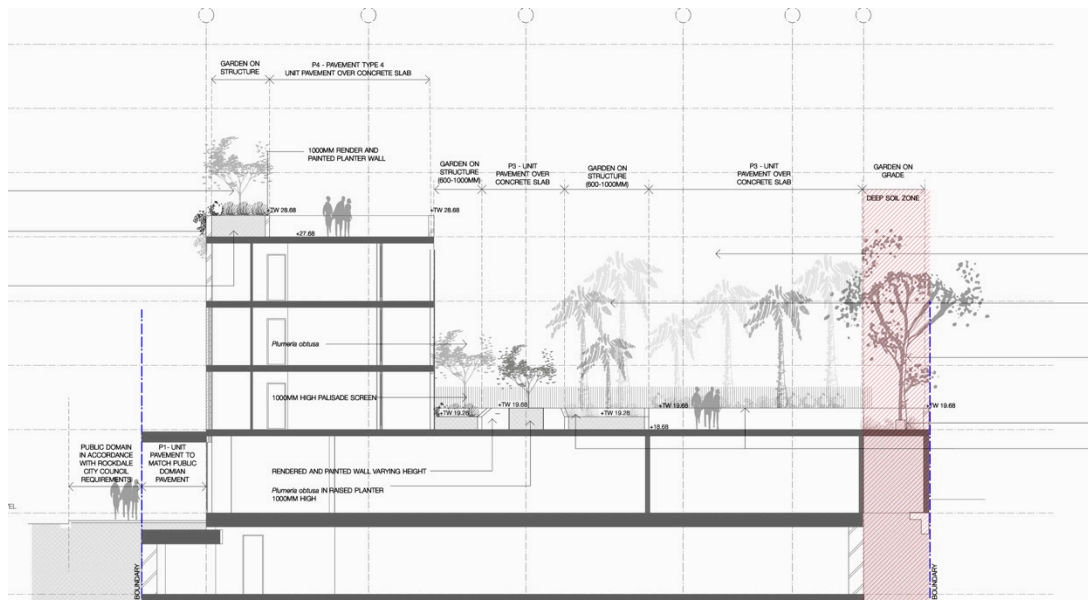 GARDEN ON
STRUCTURE
P4 - PAVEMENT TYPE 4
UNIT PAVEMENT OVER CONCRETE SLAB
1000MM RENDER AND
PAINTED PLANTER WALL
GARDEN ON
STRUCTURE
(600-1000MM)
P3 - UNIT
PAVEMENT OVER
CONCRETE SLAB
GARDEN ON
STRUCTURE
(600-1000MM)
P3 - UNIT
PAVEMENT OVER
CONCRETE SLAB
GARDEN ON
GRADE
DEEP SOIL ZONE
+TW 28.68
+TW 28.68
+27.68
Plumeria obtusa
1000MM HIGH PALISADE SCREEN
+TW 19.28
+TW 19.68
+TW 19.28
+TW 19.68
+TW 19.68
+18.68
PUBLIC DOMAIN
IN ACCORDANCE
WITH ROCKDALE
CITY COUNCIL
REQUIREMENTS
P1- UNIT
PAVEMENT TO
MATCH PUBLIC
DOMIAN
PAVEMENT
RENDERED AND PAINTED WALL VARYING HEIGHT
Plumeria obtusa IN RAISED PLANTER
1000MM HIGH
BOUNDARY
BOUNDARY